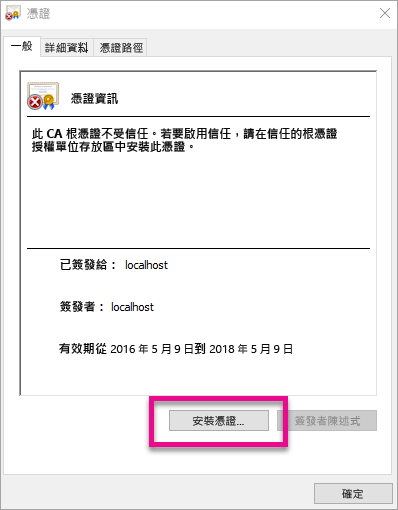 憑證
一般 詳細資料 憑證路徑
憑證資訊
此 CA 根憑證不受信任。若要啟用信任，請在信任的根憑證
授權單位存放區中安裝此憑證。
已簽發給： localhost
簽發者： localhost
有效期從 2016 年 5 月 9 日到 2018 年 5 月 9 日
安裝憑證... 簽發者陳述式
確定